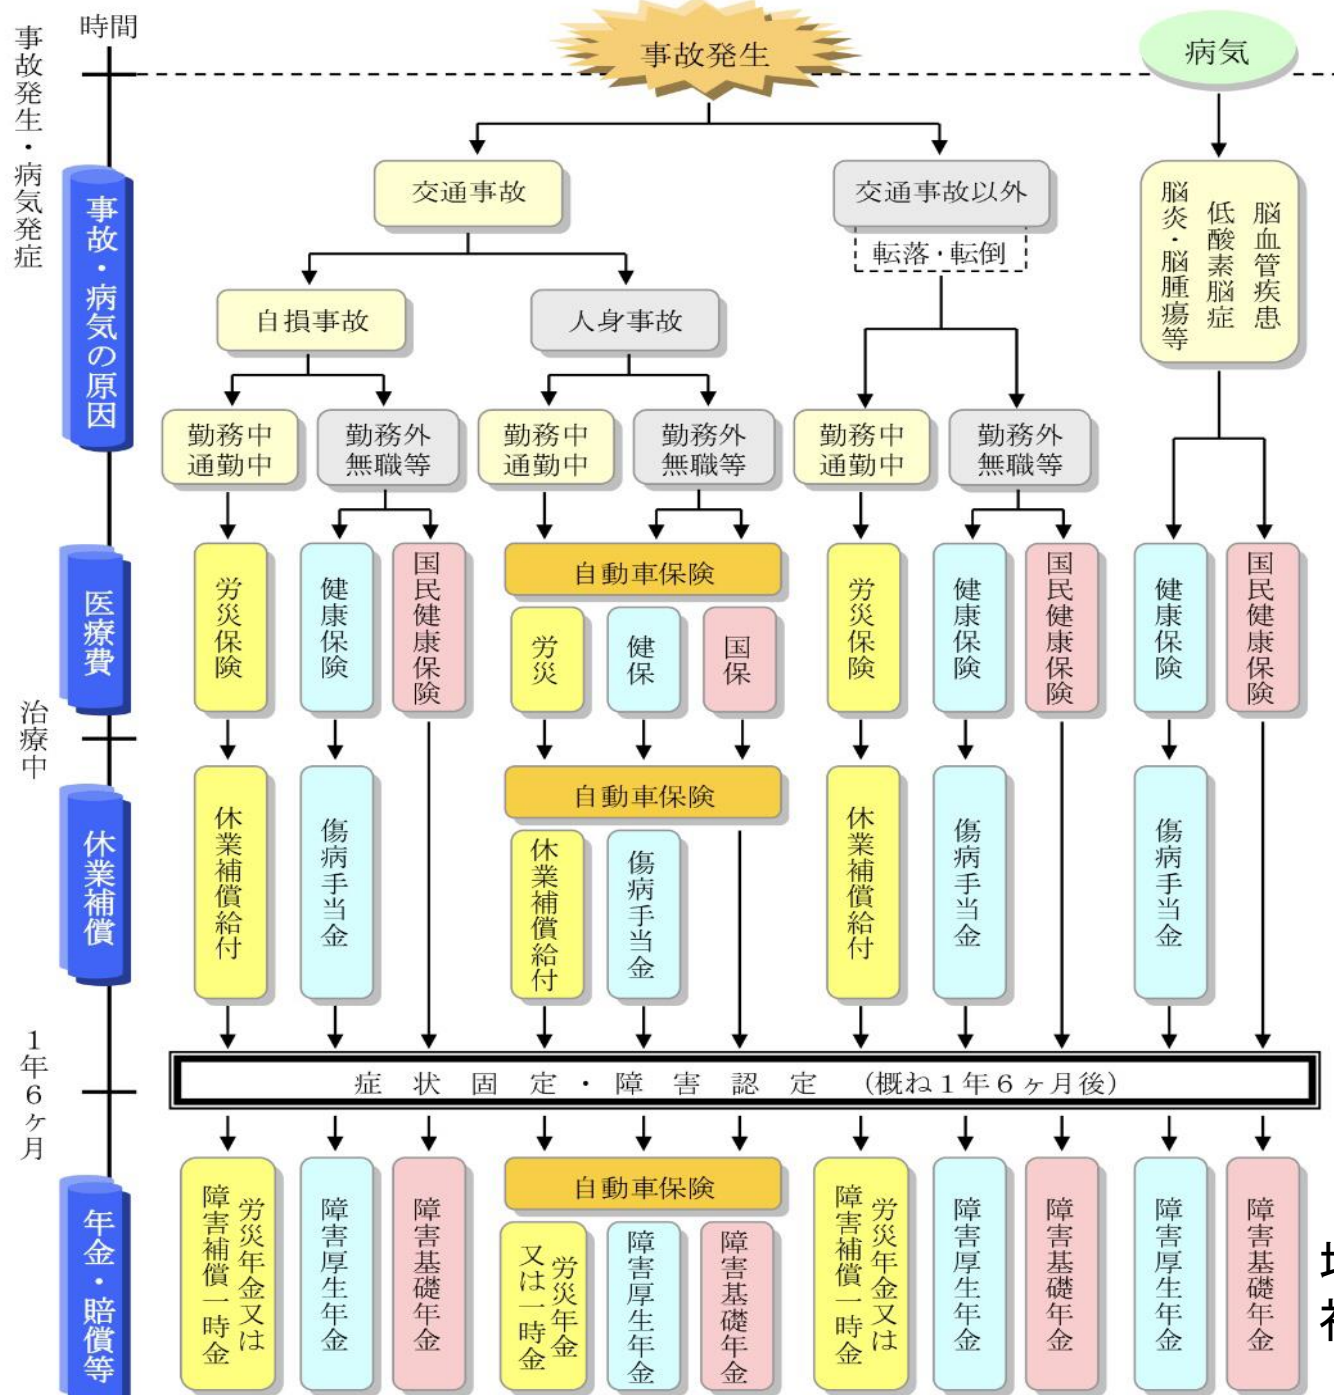 時間
事故発生・病気発症
事故発生
病気
交通事故
交通事故以外
転落・転倒
脳血管疾患
低酸素脳症
脳炎・脳腫瘍等
事故・病気の原因
自損事故
人身事故
勤務中
通勤中
勤務外
無職等
勤務中
通勤中
勤務外
無職等
勤務中
通勤中
勤務外
無職等
医療費
労災保険
健康保険
国民健康保険
自動車保険
労災
健保
国保
労災保険
健康保険
国民健康保険
健康保険
国民健康保険
治療中
休業補償
休業補償給付
傷病手当金
自動車保険
休業補償給付
傷病手当金
休業補償給付
傷病手当金
傷病手当金
1年6ヶ月
症状固定・障害認定 (概ね1年6ヶ月後)
年金・賠償等
労災年金又は
障害補償一時金
障害厚生年金
障害基礎年金
自動車保険
労災年金
又は一時金
障害厚生年金
障害基礎年金
労災年金又は
障害補償一時金
障害厚生年金
障害基礎年金
障害厚生年金
障害基礎年金